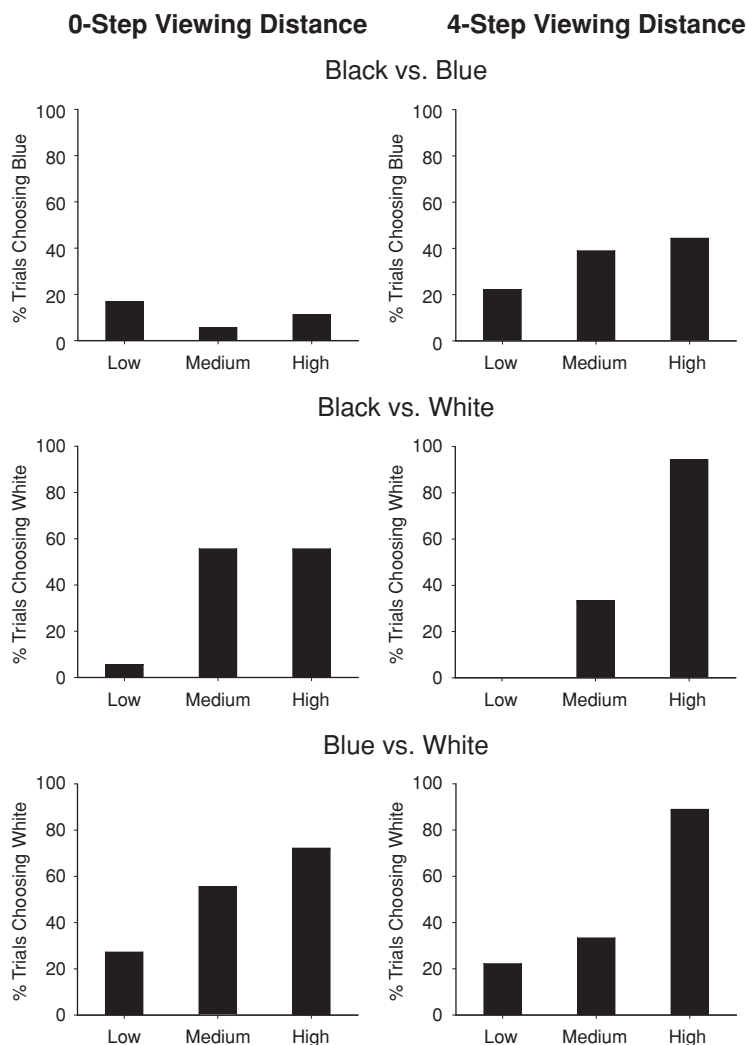 0-Step Viewing Distance 4-Step Viewing Distance
Black vs. Blue
% Trials Choosing Blue
100
80
60
40
20
0
Low Medium High
% Trials Choosing Blue
100
80
60
40
20
0
Low Medium High
Black vs. White
% Trials Choosing White
100
80
60
40
20
0
Low Medium High
% Trials Choosing White
100
80
60
40
20
0
Low Medium High
Blue vs. White
% Trials Choosing White
100
80
60
40
20
0
Low Medium High
% Trials Choosing White
100
80
60
40
20
0
Low Medium High